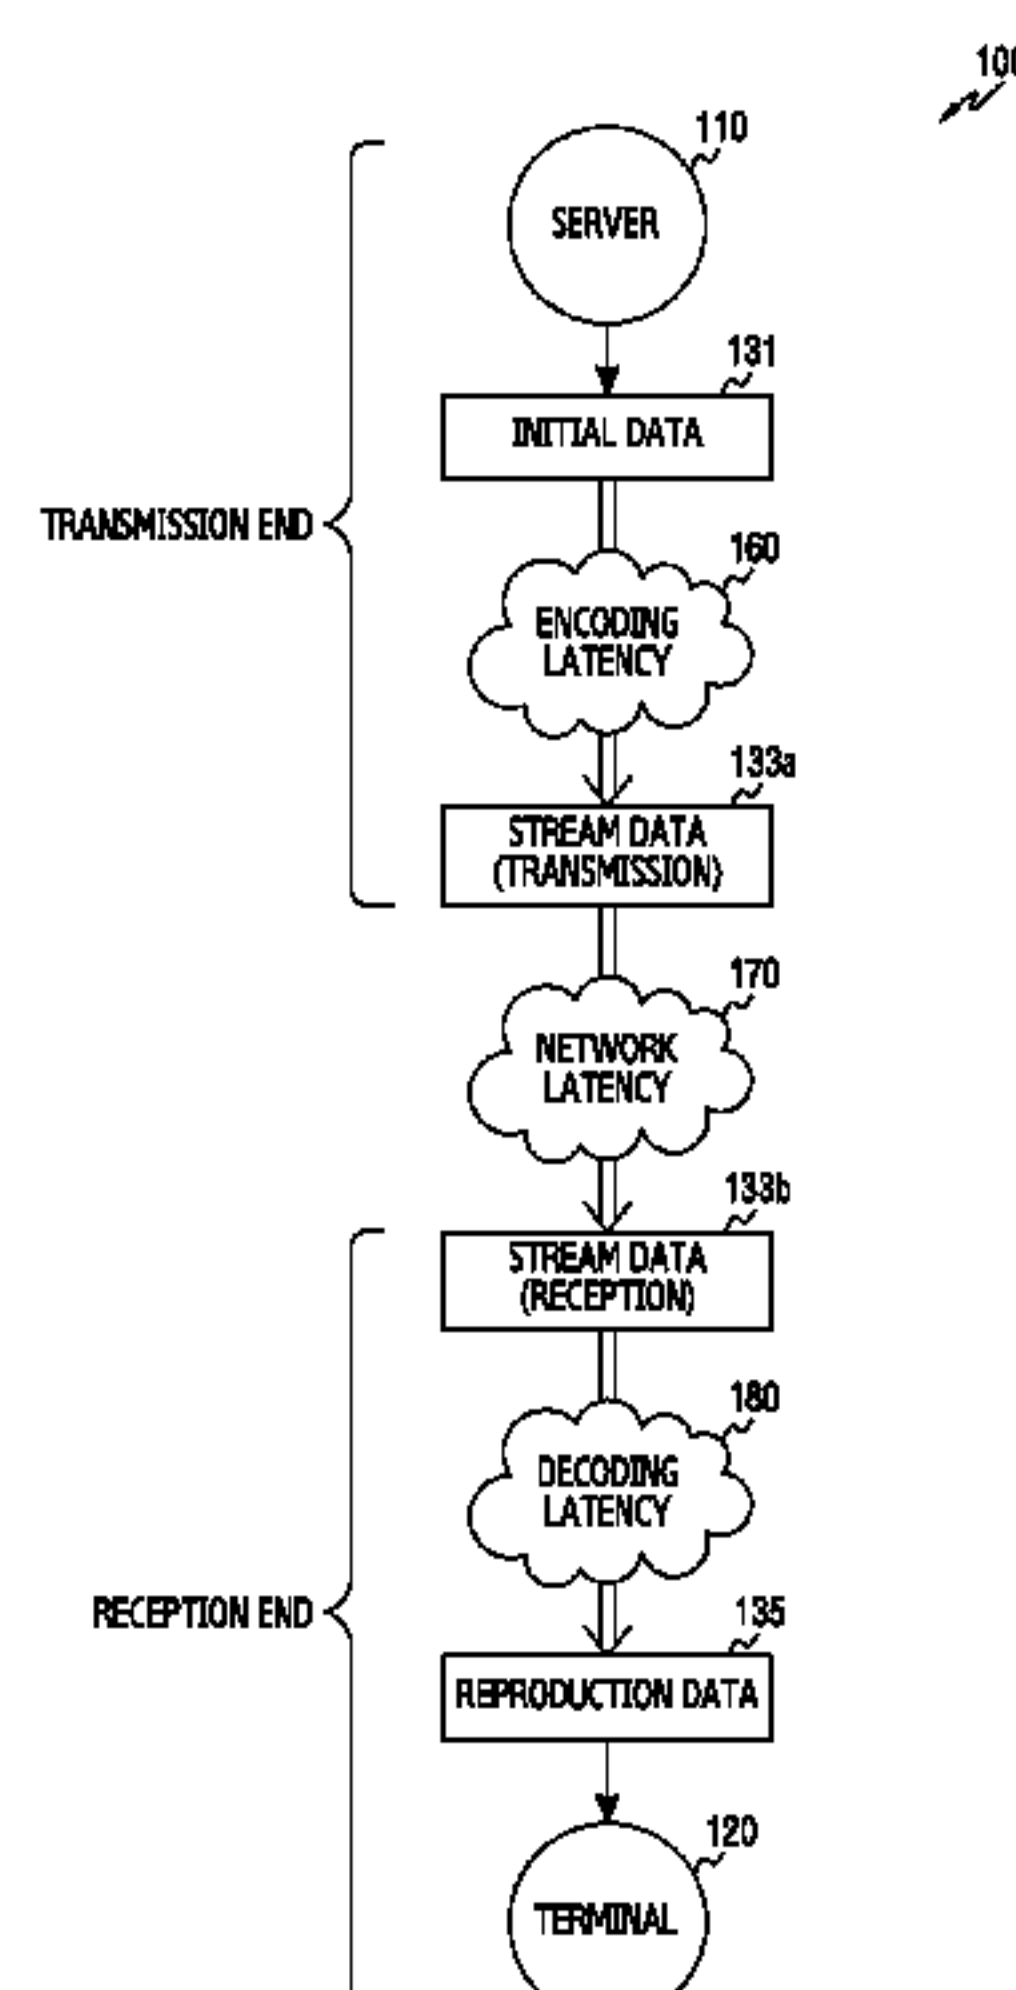 110
SERVER
131
INITIAL DATA
TRANSMISSION END
160
ENCODING
LATENCY
133a
STREAM DATA
(TRANSMISSION)
170
NETWORK
LATENCY
133b
STREAM DATA
(RECEPTION)
180
DECODING
LATENCY
RECEPTION END
135
REPRODUCTION DATA
120
TERMINAL